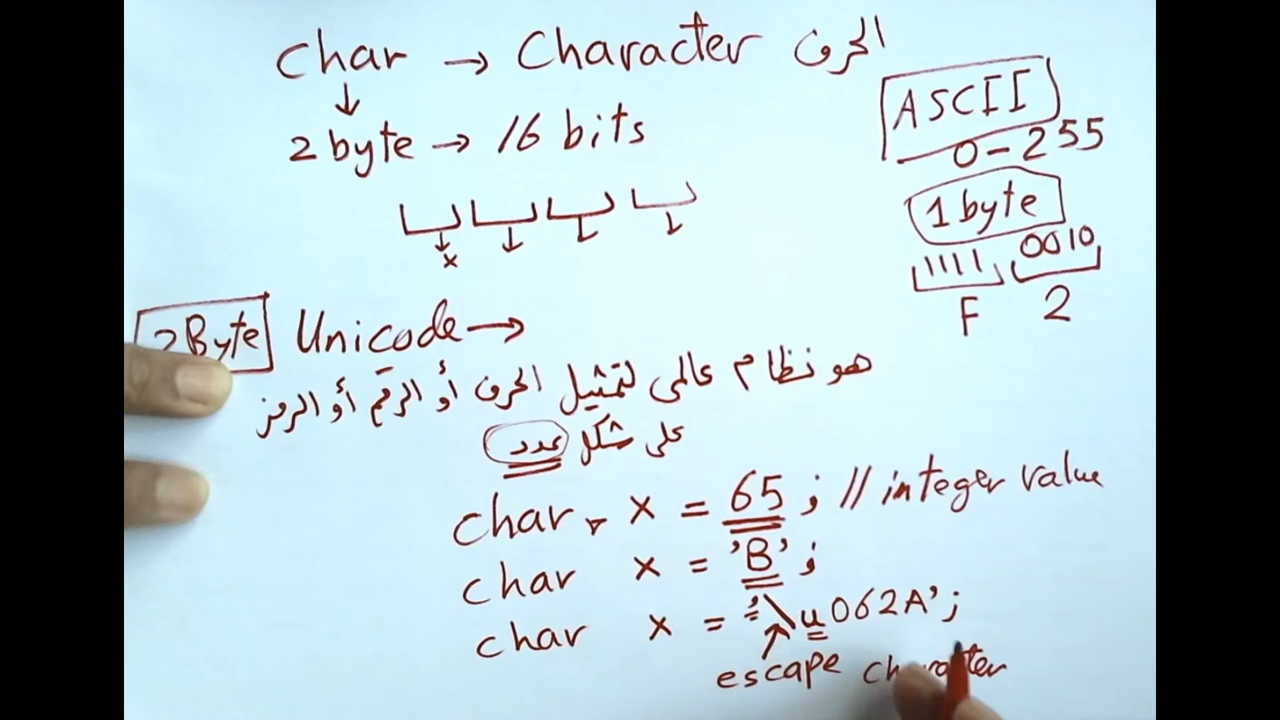 char → Character الحرف
ASCII
0-255
2 byte → 16 bits
1 byte
1111 0010
F 2
x
2Byte Unicode →
هو نظام عالمى لتمثيل الحرف أو الرقم أو الرمز
على شكل عدد
char x = 65 ; // integer value
char x = 'B' ;
char x = '\u062A' ;
escape character